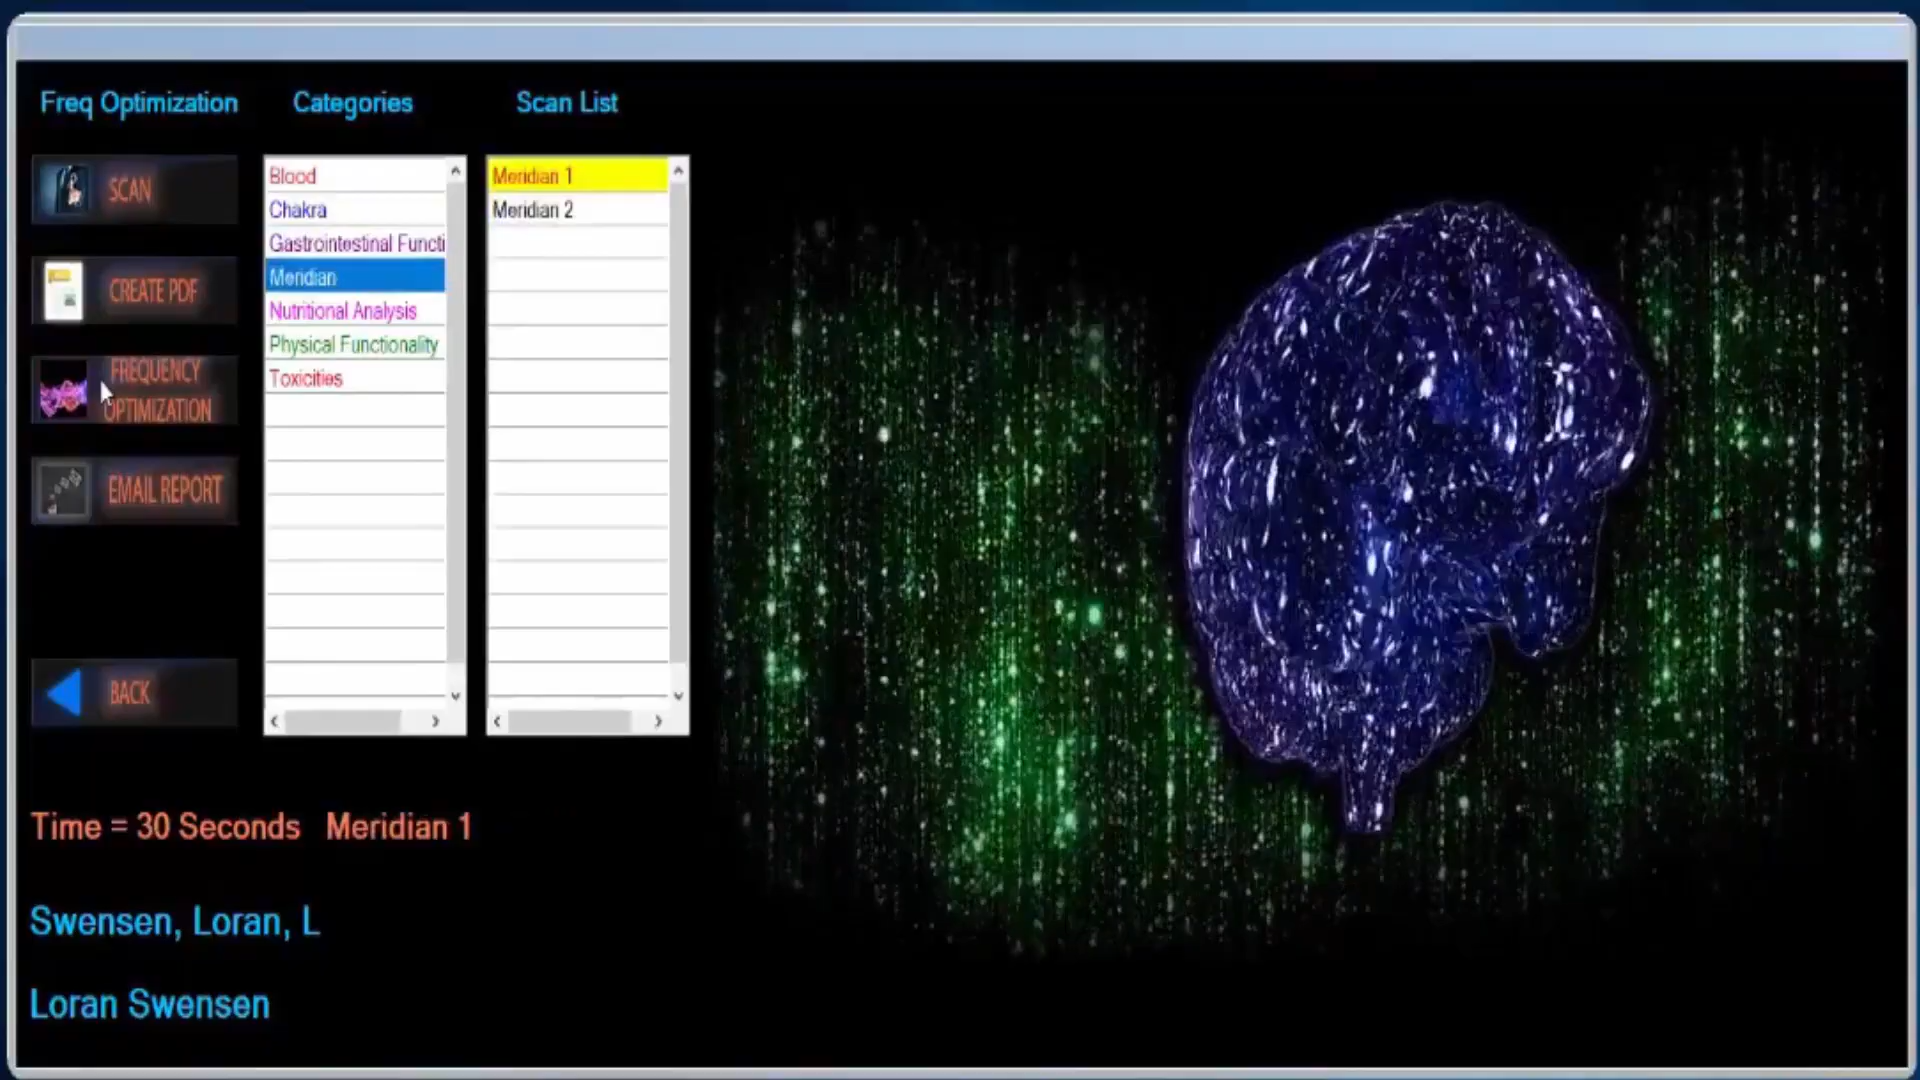 Freq Optimization
Categories
Scan List
SCAN
CREATE PDF
FREQUENCY
OPTIMIZATION
EMAIL REPORT
BACK
Blood
Chakra
Gastrointestinal Functi
Meridian
Nutritional Analysis
Physical Functionality
Toxicities
Meridian 1
Meridian 2
Time = 30 Seconds Meridian 1
Swensen, Loran, L
Loran Swensen